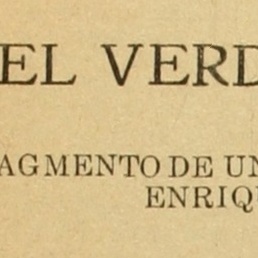 EL VERD
AGMENTO DE UN
ENRIQU